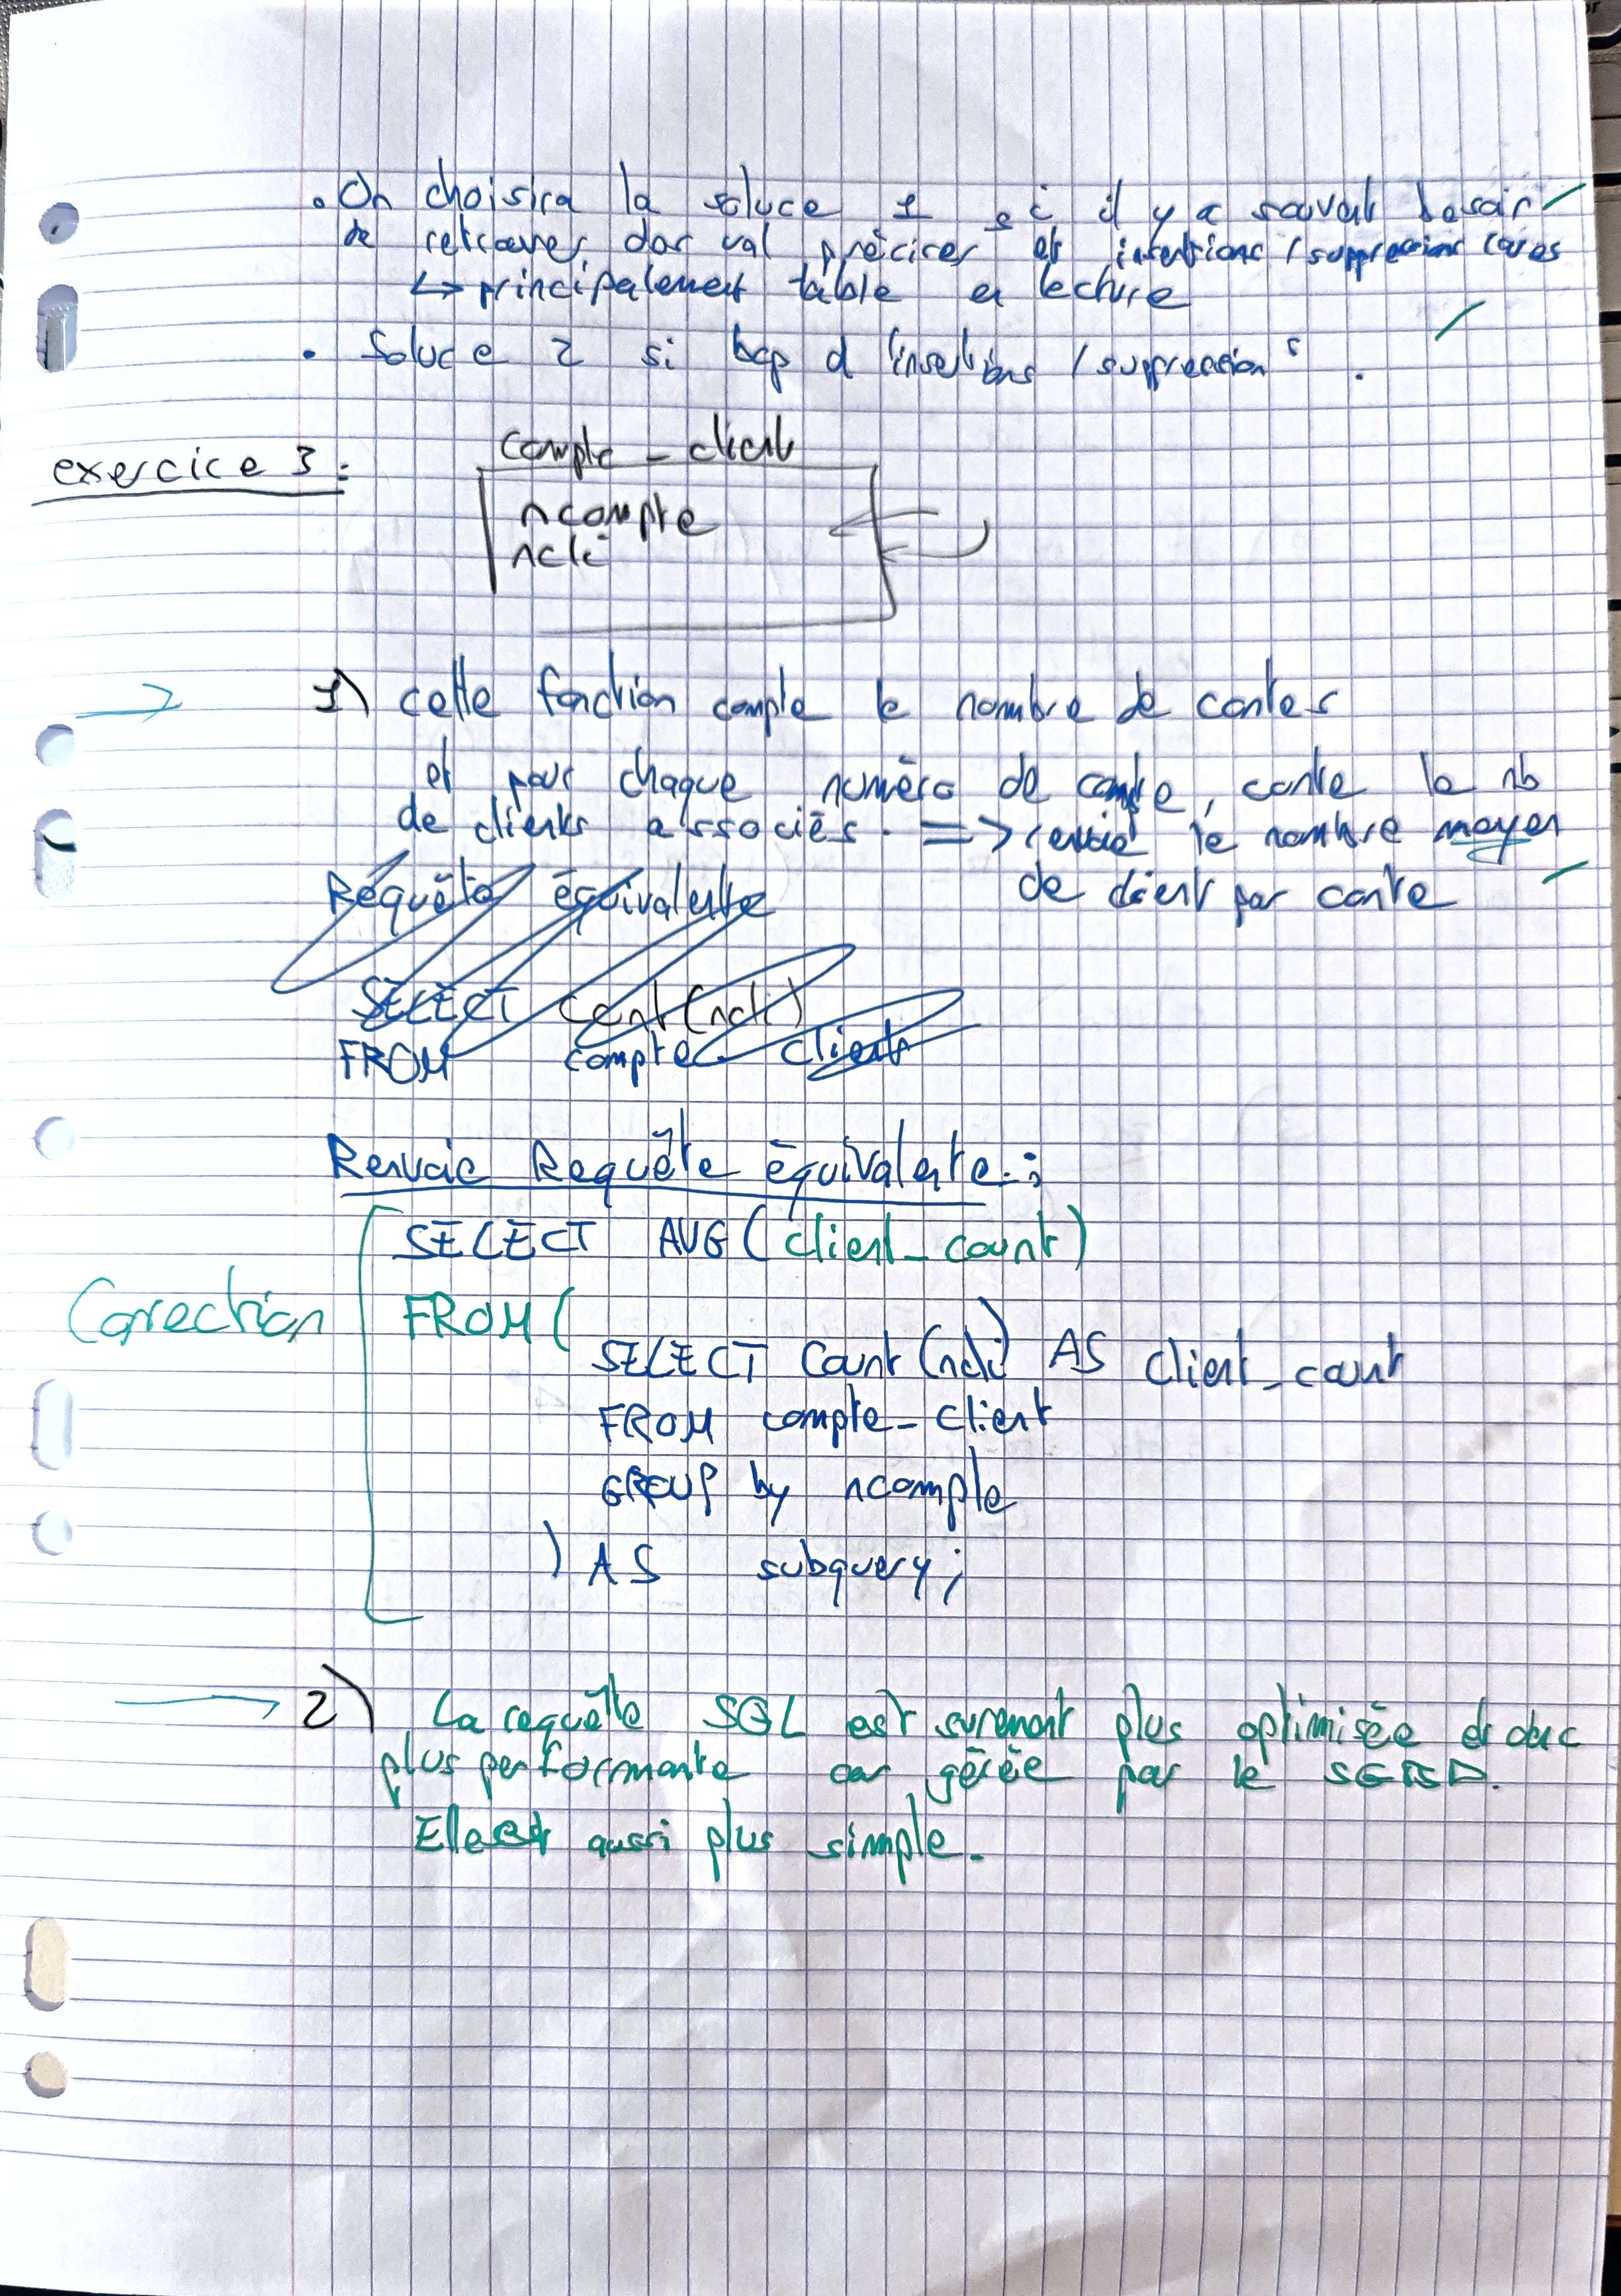 . On choisira la soluce 1 si il y a souvent besoin
de retrouver des val précises et insertions / suppressions rares
↳ principalement table en lecture
. Soluce 2 si bcp d'insertions / suppressions .
exercice 3 :
compte_client
ncompte
ncli
→ 1) cette fonction compte le nombre de contes
et pour chaque numéro de compte, conte le nb
de clients associés. => renvoie le nombre moyen
de client par conte
Requête équivalente
SELECT cont(ncli)
FROM compte client
Renvoie Requête équivalente :
SELECT AVG( client_count)
Correction FROM (
SELECT Count (ncli) AS client_count
FROM compte_client
GROUP by ncompte
) AS subquery;
→ 2) La requête SQL est surement plus optimisée et donc
plus performante car gérée par le SGBD.
Elle est aussi plus simple.